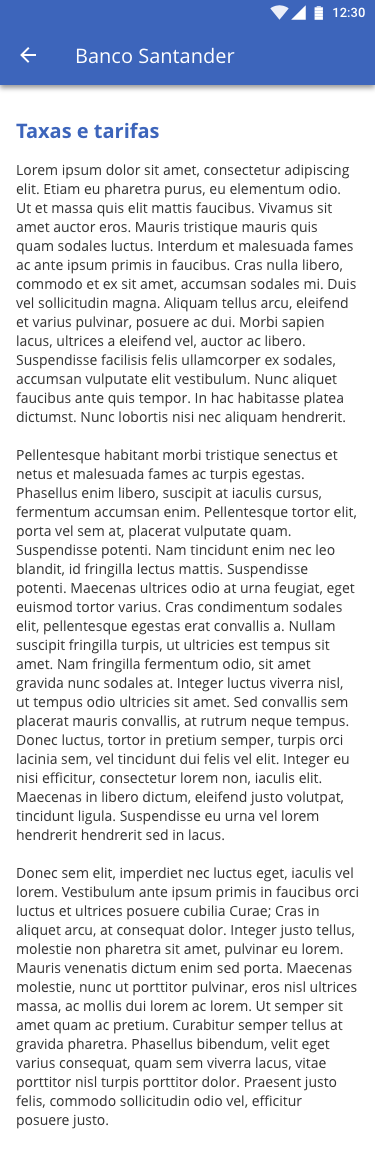 12:30
Banco Santander
Taxas e tarifas
Lorem ipsum dolor sit amet, consectetur adipiscing
elit. Etiam eu pharetra purus, eu elementum odio.
Ut et massa quis elit mattis faucibus. Vivamus sit
amet auctor eros. Mauris tristique mauris quis
quam sodales luctus. Interdum et malesuada fames
ac ante ipsum primis in faucibus. Cras nulla libero,
commodo et ex sit amet, accumsan sodales mi. Duis
vel sollicitudin magna. Aliquam tellus arcu, eleifend
et varius pulvinar, posuere ac dui. Morbi sapien
lacus, ultrices a eleifend vel, auctor ac libero.
Suspendisse facilisis felis ullamcorper ex sodales,
accumsan vulputate elit vestibulum. Nunc aliquet
faucibus ante quis tempor. In hac habitasse platea
dictumst. Nunc lobortis nisi nec aliquam hendrerit.
Pellentesque habitant morbi tristique senectus et
netus et malesuada fames ac turpis egestas.
Phasellus enim libero, suscipit at iaculis cursus,
fermentum accumsan enim. Pellentesque tortor elit,
porta vel sem at, placerat vulputate quam.
Suspendisse potenti. Nam tincidunt enim nec leo
blandit, id fringilla lectus mattis. Suspendisse
potenti. Maecenas ultrices odio at urna feugiat, eget
euismod tortor varius. Cras condimentum sodales
elit, pellentesque egestas erat convallis a. Nullam
suscipit fringilla turpis, ut ultricies est tempus sit
amet. Nam fringilla fermentum odio, sit amet
gravida nunc sodales at. Integer luctus viverra nisl,
ut tempus odio ultricies sit amet. Sed convallis sem
placerat mauris convallis, at rutrum neque tempus.
Donec luctus, tortor in pretium semper, turpis orci
lacinia sem, vel tincidunt dui felis vel elit. Integer eu
nisi efficitur, consectetur lorem non, iaculis elit.
Maecenas in libero dictum, eleifend justo volutpat,
tincidunt ligula. Suspendisse eu urna vel lorem
hendrerit hendrerit sed in lacus.
Donec sem elit, imperdiet nec luctus eget, iaculis vel
lorem. Vestibulum ante ipsum primis in faucibus orci
luctus et ultrices posuere cubilia Curae; Cras in
aliquet arcu, at consequat dolor. Integer justo tellus,
molestie non pharetra sit amet, pulvinar eu lorem.
Mauris venenatis dictum enim sed porta. Maecenas
molestie, nunc ut porttitor pulvinar, eros nisl ultrices
massa, ac mollis dui lorem ac lorem. Ut semper sit
amet quam ac pretium. Curabitur semper tellus at
gravida pharetra. Phasellus bibendum, velit eget
varius consequat, quam sem viverra lacus, vitae
porttitor nisl turpis porttitor dolor. Praesent justo
felis, commodo sollicitudin odio vel, efficitur
posuere justo.